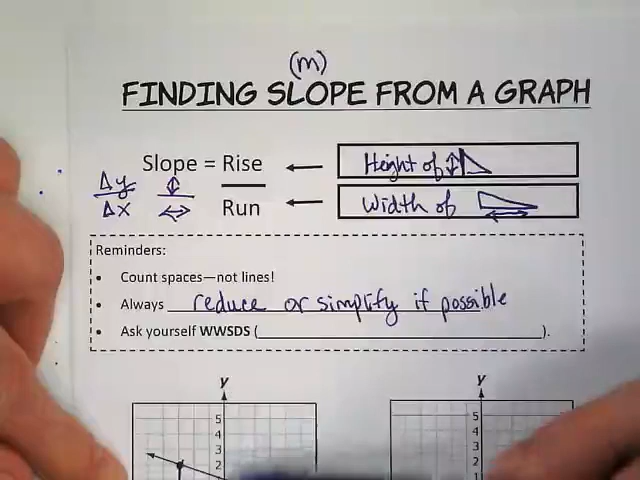 (m)
FINDING SLOPE FROM A GRAPH
Slope = Rise
Run
Δy
Δx
Height of
Width of
Reminders:
• Count spaces—not lines!
• Always reduce or simplify if possible
• Ask yourself WWSDS (____________________).
y
5
4
3
2
y
5
4
3
2
1